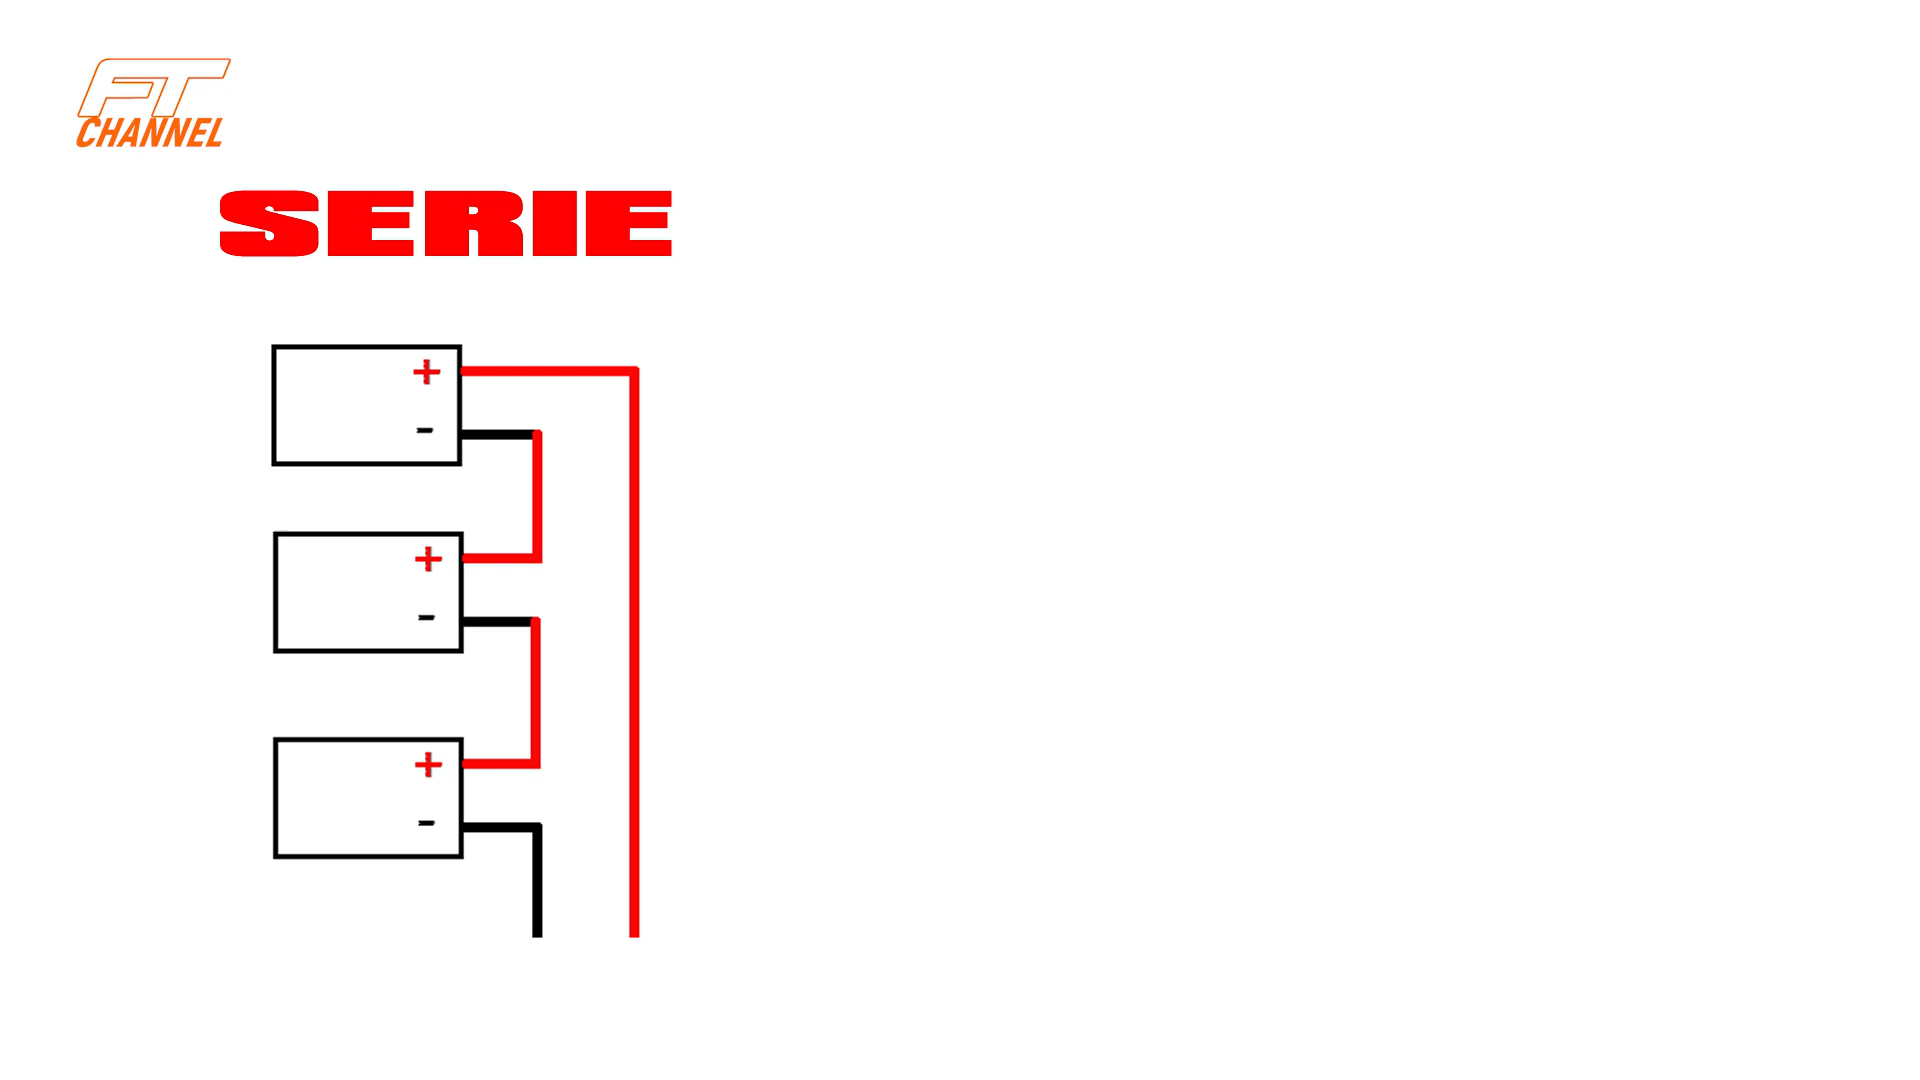 FT
CHANNEL
SERIE
+
-
+
-
+
-